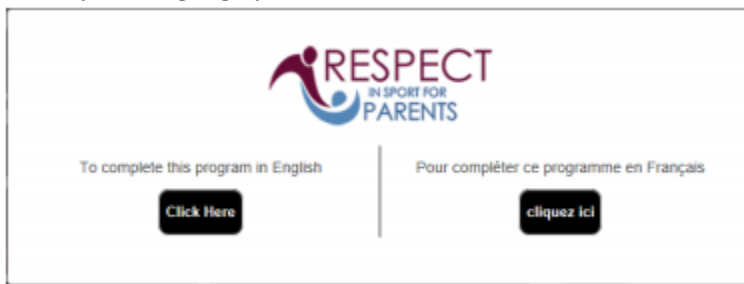 RESPECT
IN SPORT FOR
PARENTS
To complete this program in English
Click Here
Pour compléter ce programme en Français
cliquez ici